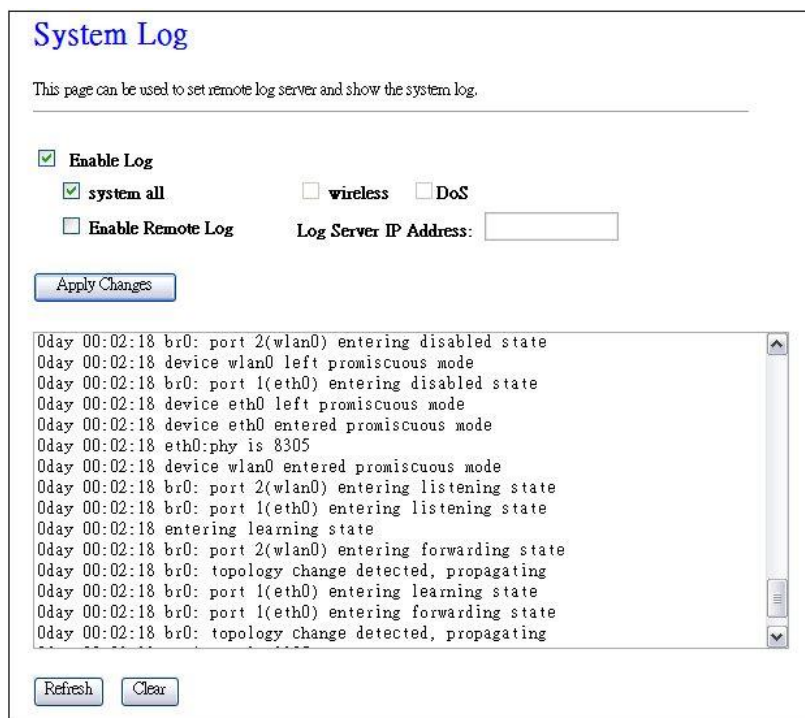 System Log
This page can be used to set remote log server and show the system log.
Enable Log
system all wireless DoS
Enable Remote Log Log Server IP Address:
Apply Changes
0day 00:02:18 br0: port 2(wlan0) entering disabled state
0day 00:02:18 device wlan0 left promiscuous mode
0day 00:02:18 br0: port 1(eth0) entering disabled state
0day 00:02:18 device eth0 left promiscuous mode
0day 00:02:18 device eth0 entered promiscuous mode
0day 00:02:18 eth0:phy is 8305
0day 00:02:18 device wlan0 entered promiscuous mode
0day 00:02:18 br0: port 2(wlan0) entering listening state
0day 00:02:18 br0: port 1(eth0) entering listening state
0day 00:02:18 entering learning state
0day 00:02:18 br0: port 2(wlan0) entering forwarding state
0day 00:02:18 br0: topology change detected, propagating
0day 00:02:18 br0: port 1(eth0) entering learning state
0day 00:02:18 br0: port 1(eth0) entering forwarding state
0day 00:02:18 br0: topology change detected, propagating
Refresh Clear